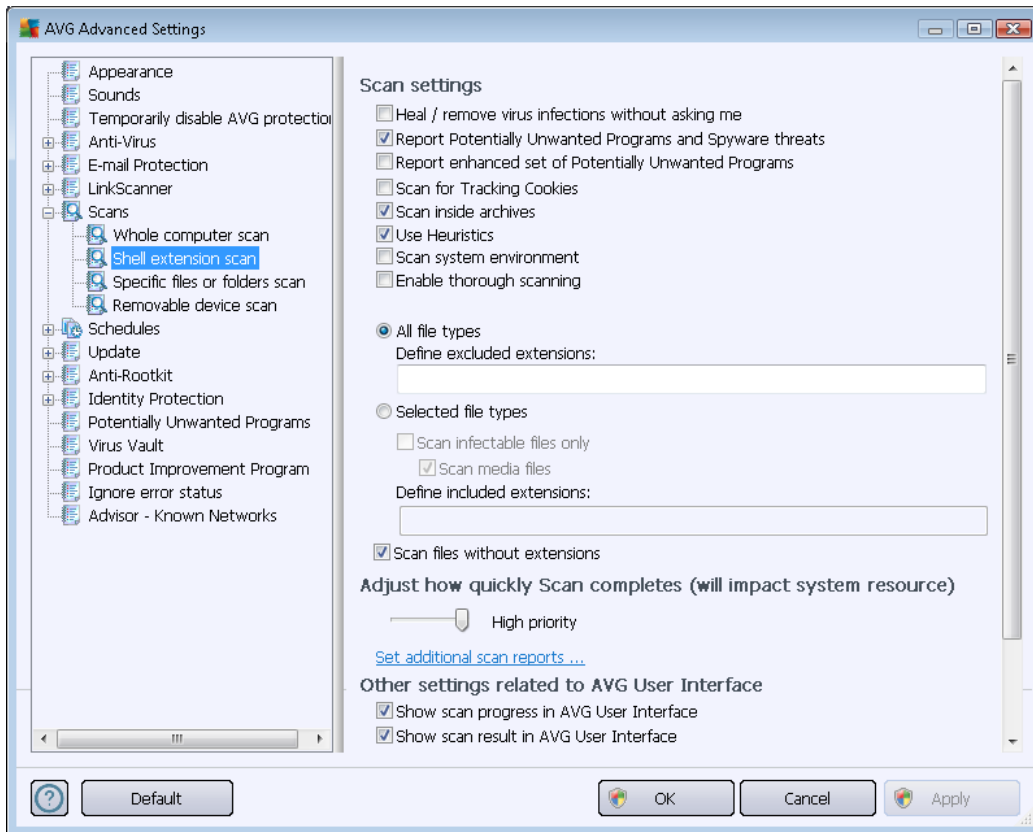 AVG Advanced Settings
Appearance
Sounds
Temporarily disable AVG protection
Anti-Virus
E-mail Protection
LinkScanner
Scans
Whole computer scan
Shell extension scan
Specific files or folders scan
Removable device scan
Schedules
Update
Anti-Rootkit
Identity Protection
Potentially Unwanted Programs
Virus Vault
Product Improvement Program
Ignore error status
Advisor - Known Networks
Scan settings
Heal / remove virus infections without asking me
Report Potentially Unwanted Programs and Spyware threats
Report enhanced set of Potentially Unwanted Programs
Scan for Tracking Cookies
Scan inside archives
Use Heuristics
Scan system environment
Enable thorough scanning
All file types
Define excluded extensions:
Selected file types
Scan infectable files only
Scan media files
Define included extensions:
Scan files without extensions
Adjust how quickly Scan completes (will impact system resource)
High priority
Set additional scan reports ...
Other settings related to AVG User Interface
Show scan progress in AVG User Interface
Show scan result in AVG User Interface
? Default OK Cancel Apply